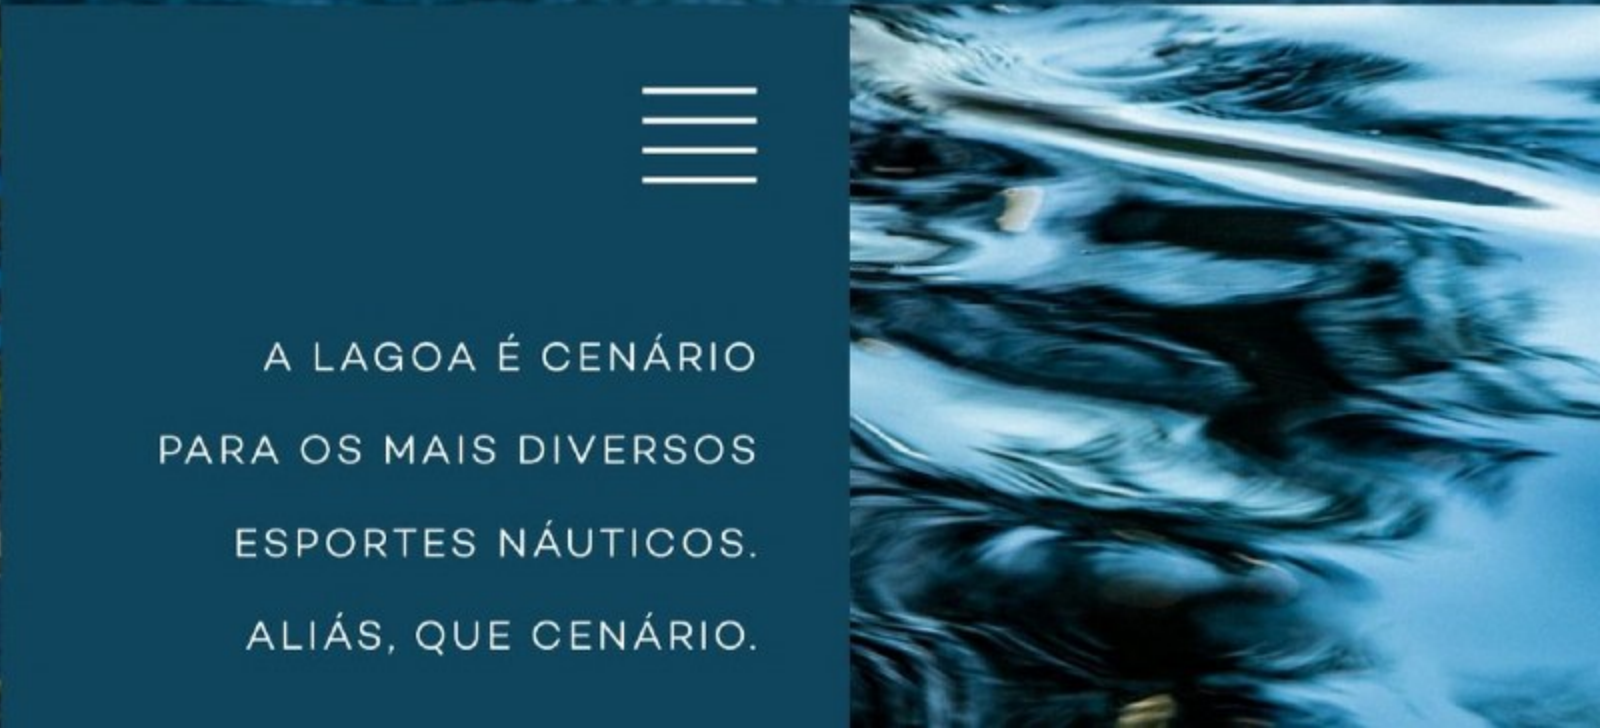 A LAGOA É CENÁRIO
PARA OS MAIS DIVERSOS
ESPORTES NÁUTICOS.
ALIÁS, QUE CENÁRIO.